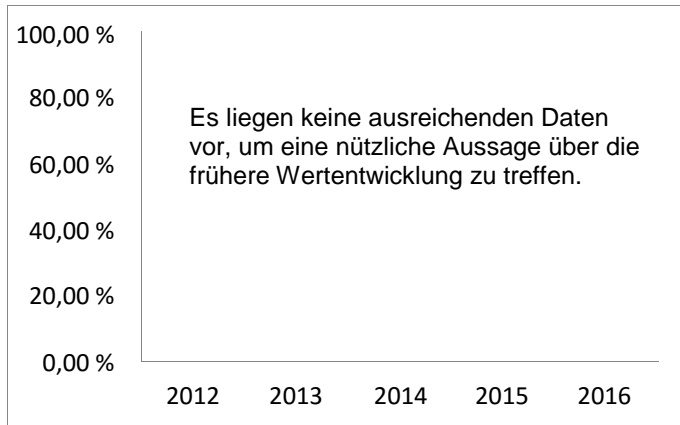 100,00 %
80,00 %
Es liegen keine ausreichenden Daten
vor, um eine nützliche Aussage über die
frühere Wertentwicklung zu treffen.
60,00 %
40,00 %
20,00 %
0,00 %
2012 2013 2014 2015 2016